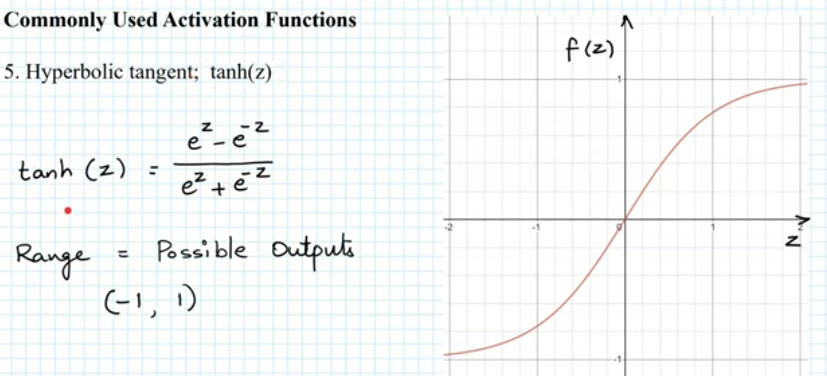 Commonly Used Activation Functions
5. Hyperbolic tangent; tanh(z)
tanh (z) = (e^z - e^-z) / (e^z + e^-z)
Range = Possible Outputs
(-1, 1)
f(z)
1
-2 -1 0 1 2
z
-1